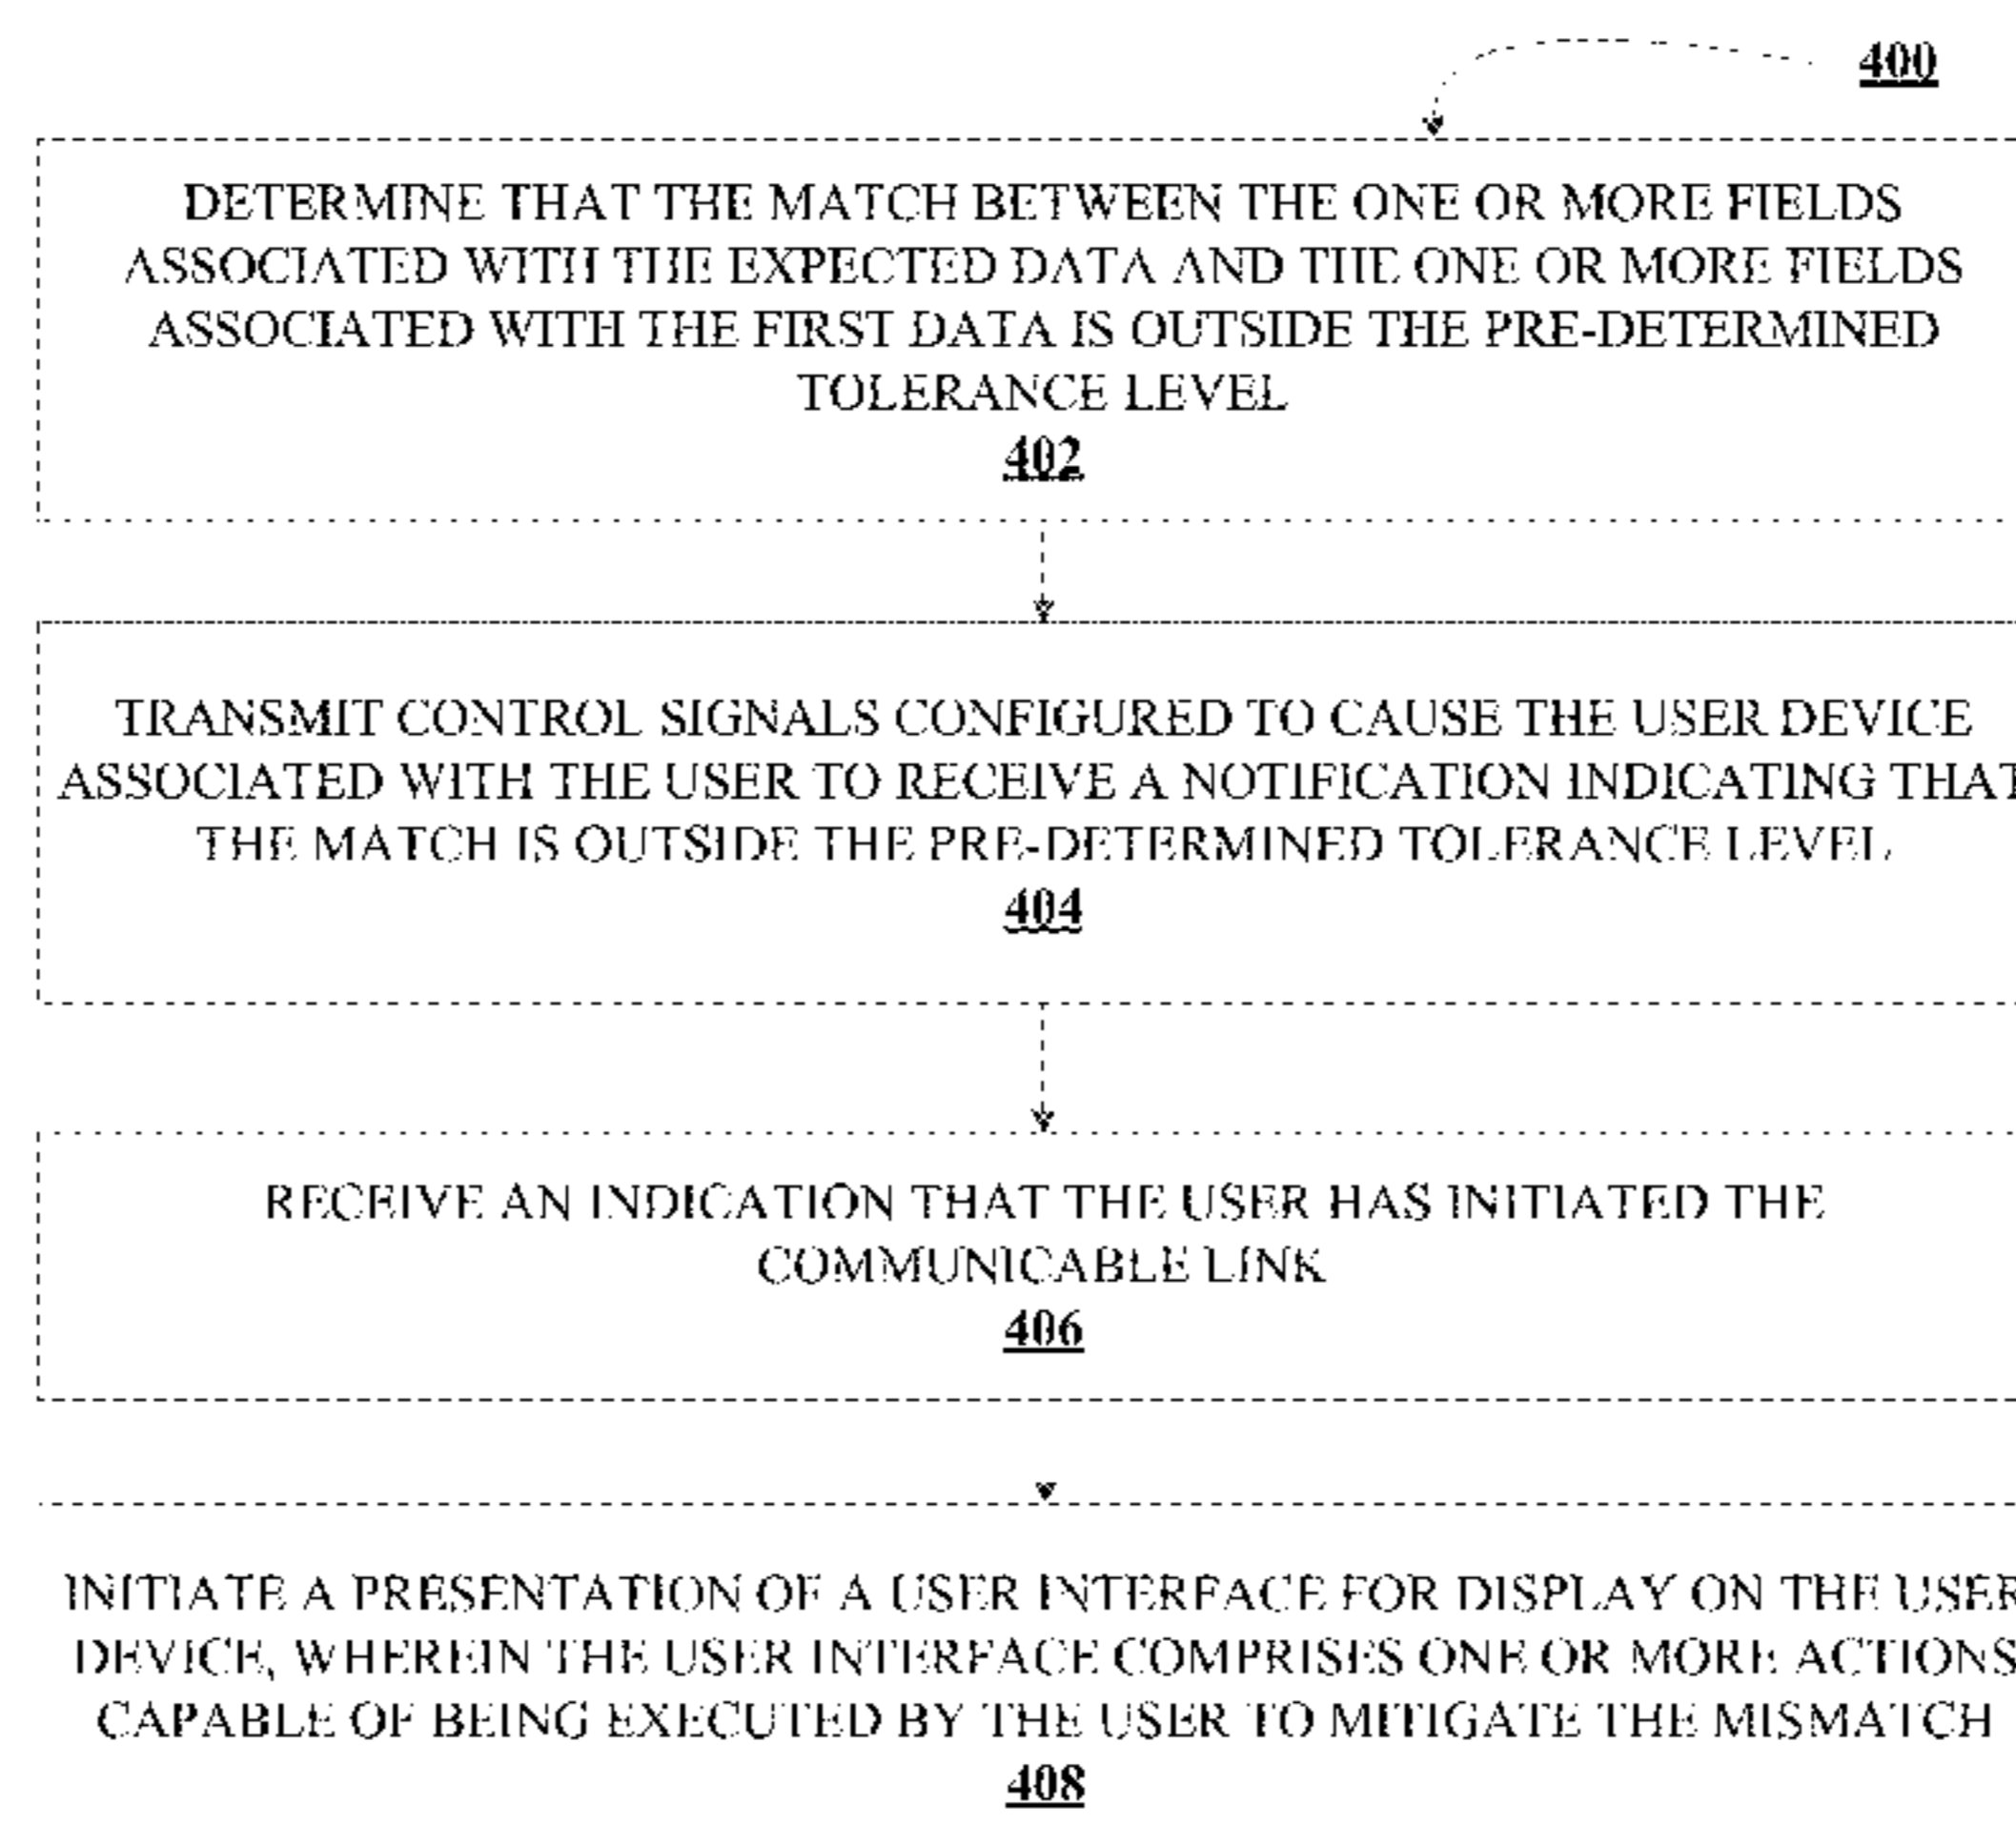 400
DETERMINE THAT THE MATCH BETWEEN THE ONE OR MORE FIELDS
ASSOCIATED WITH THE EXPECTED DATA AND THE ONE OR MORE FIELDS
ASSOCIATED WITH THE FIRST DATA IS OUTSIDE THE PRE-DETERMINED
TOLERANCE LEVEL
402
TRANSMIT CONTROL SIGNALS CONFIGURED TO CAUSE THE USER DEVICE
ASSOCIATED WITH THE USER TO RECEIVE A NOTIFICATION INDICATING THAT
THE MATCH IS OUTSIDE THE PRE-DETERMINED TOLERANCE LEVEL
404
RECEIVE AN INDICATION THAT THE USER HAS INITIATED THE
COMMUNICABLE LINK
406
INITIATE A PRESENTATION OF A USER INTERFACE FOR DISPLAY ON THE USER
DEVICE, WHEREIN THE USER INTERFACE COMPRISES ONE OR MORE ACTIONS
CAPABLE OF BEING EXECUTED BY THE USER TO MITIGATE THE MISMATCH
408